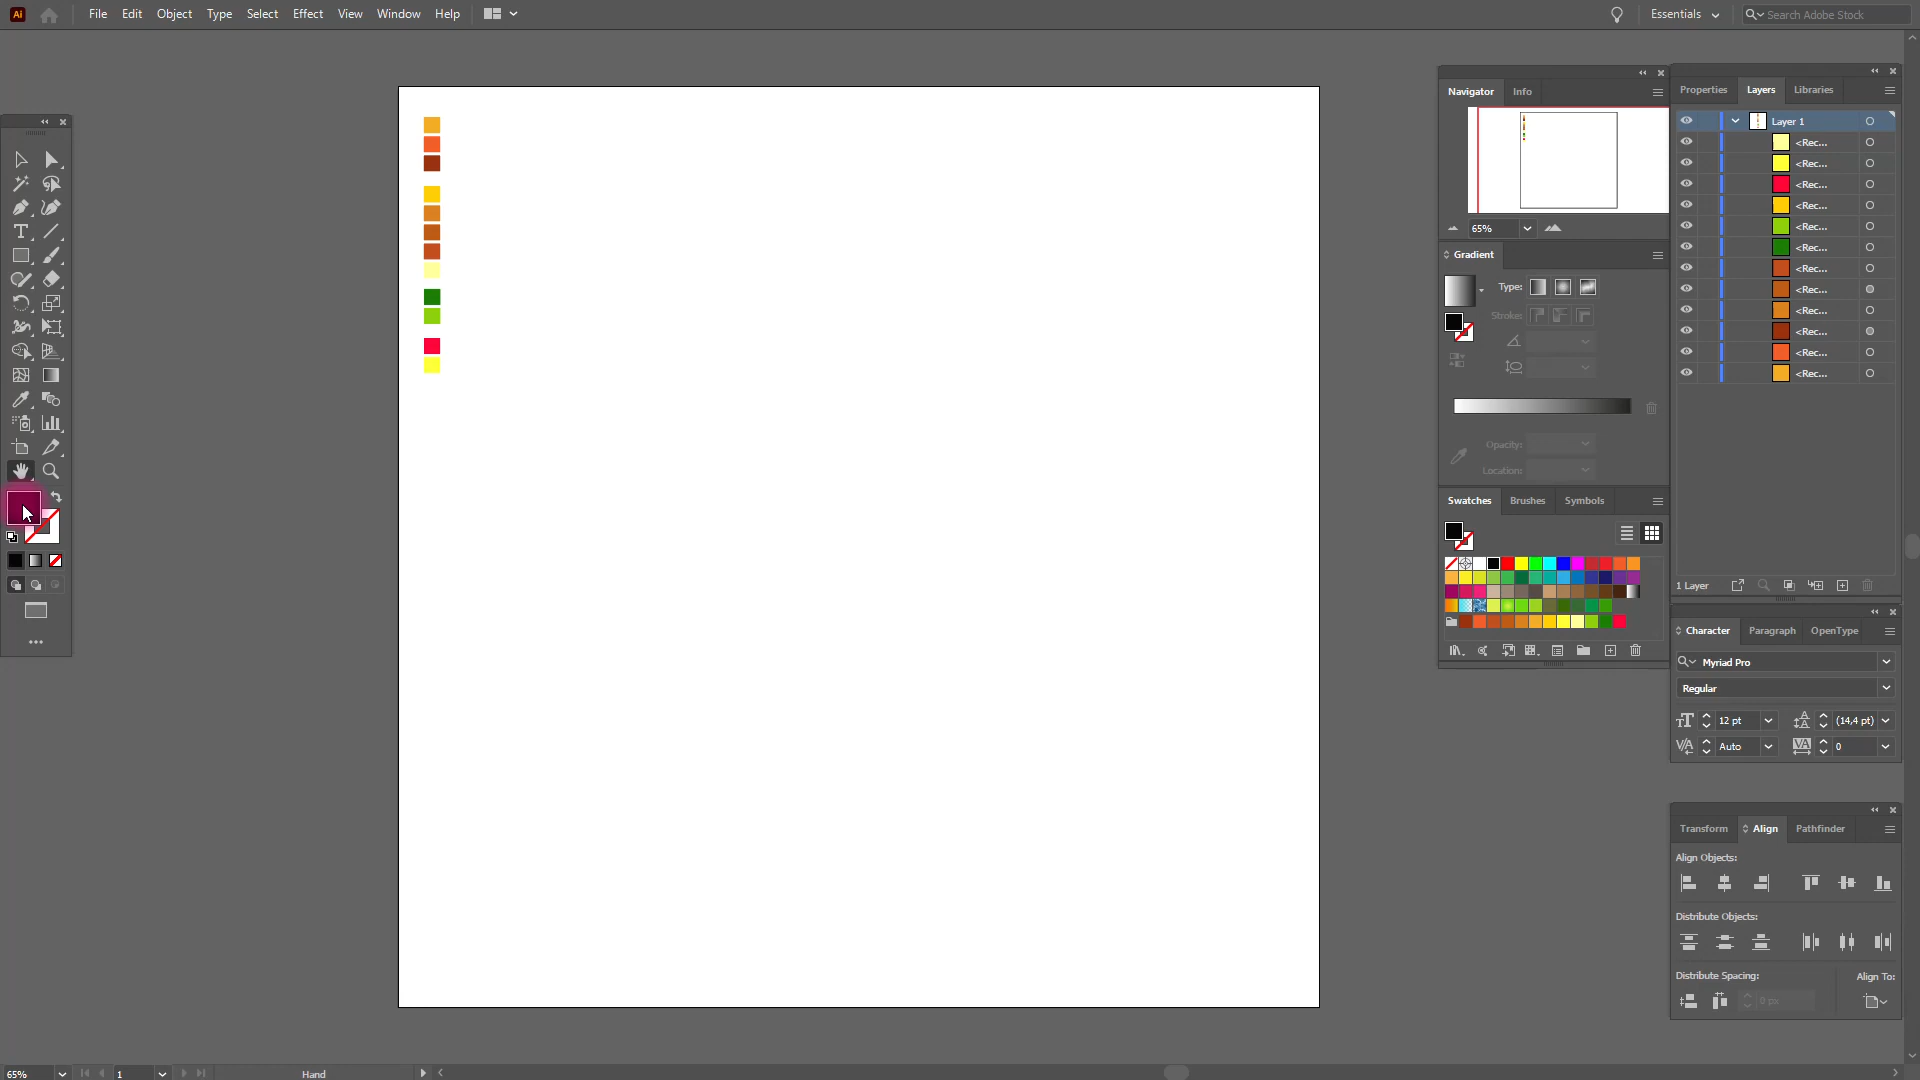 Ai File Edit Object Type Select Effect View Window Help Essentials Search Adobe Stock
Navigator Info
65%
Gradient
Type:
Stroke:
Opacity:
Location:
Swatches Brushes Symbols
Properties Layers Libraries
Layer 1
<Rec...
<Rec...
<Rec...
<Rec...
<Rec...
<Rec...
<Rec...
<Rec...
<Rec...
<Rec...
<Rec...
<Rec...
1 Layer
Character Paragraph OpenType
Myriad Pro
Regular
12 pt (14,4 pt)
Auto 0
Transform Align Pathfinder
Align Objects:
Distribute Objects:
Distribute Spacing: Align To:
0 px
65% 1 Hand